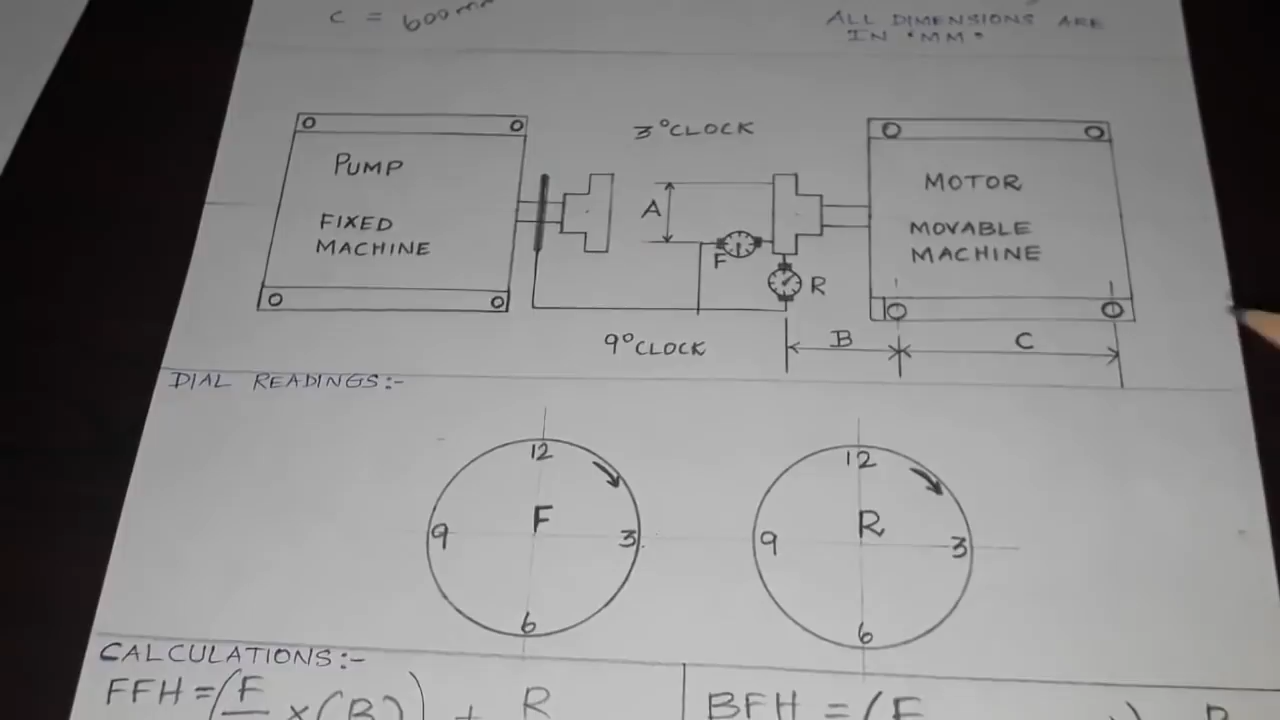 C = 600mm
ALL DIMENSIONS ARE
IN "MM"
3°CLOCK
PUMP
FIXED
MACHINE
A
F
R
MOTOR
MOVABLE
MACHINE
9°CLOCK
B
C
DIAL READINGS:-
12
9
F
3
6
12
9
R
3
6
CALCULATIONS:-
FFH = (F × (B) + R
BFH = (F